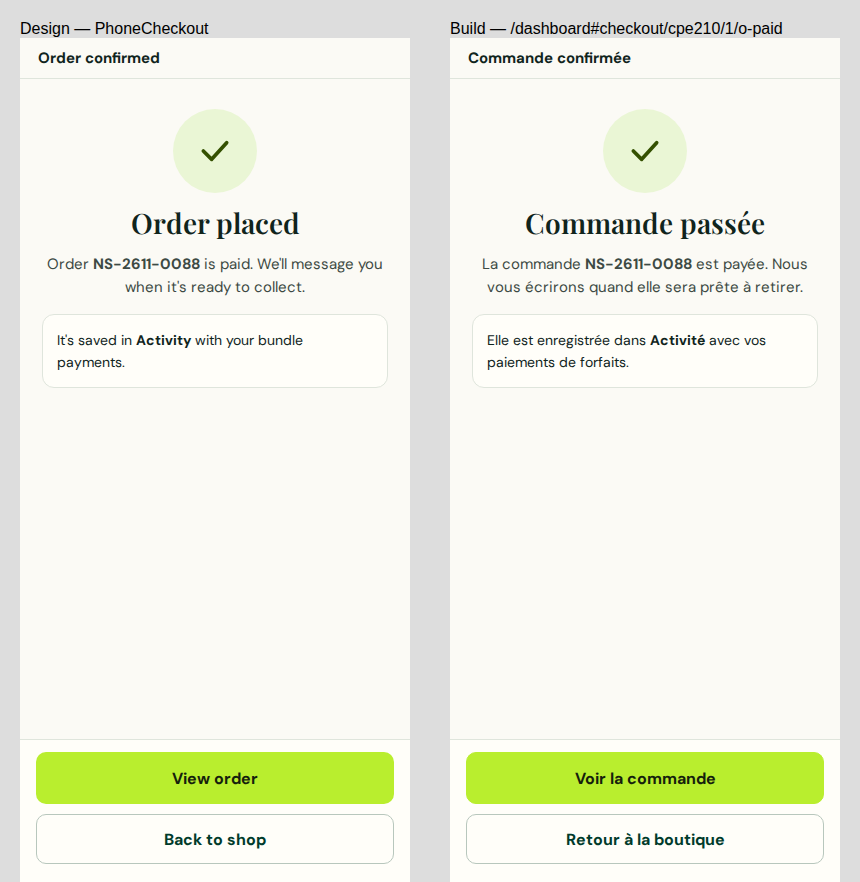 Design — PhoneCheckout
Order confirmed
Order placed
Order NS-2611-0088 is paid. We'll message you
when it's ready to collect.
It's saved in Activity with your bundle
payments.
View order
Back to shop
Build — /dashboard#checkout/cpe210/1/o-paid
Commande confirmée
Commande passée
La commande NS-2611-0088 est payée. Nous
vous écrirons quand elle sera prête à retirer.
Elle est enregistrée dans Activité avec vos
paiements de forfaits.
Voir la commande
Retour à la boutique